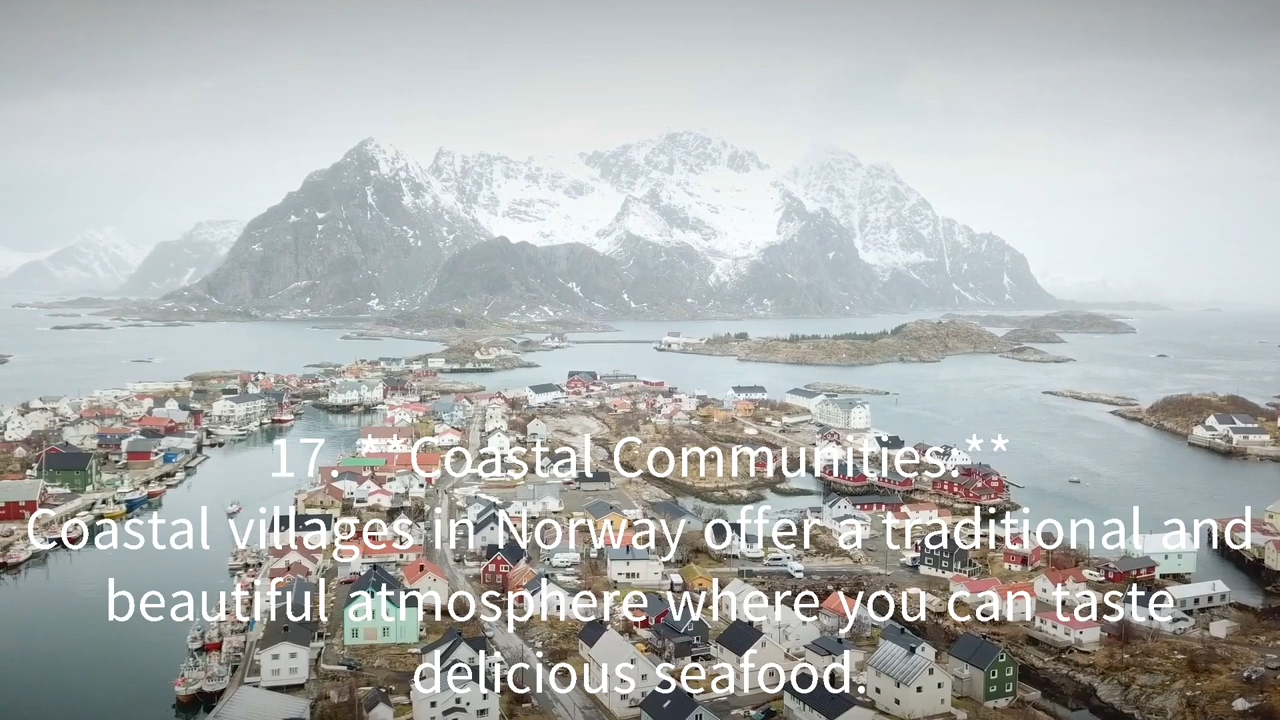 17. **Coastal Communities:**
Coastal villages in Norway offer a traditional and
beautiful atmosphere where you can taste
delicious seafood.